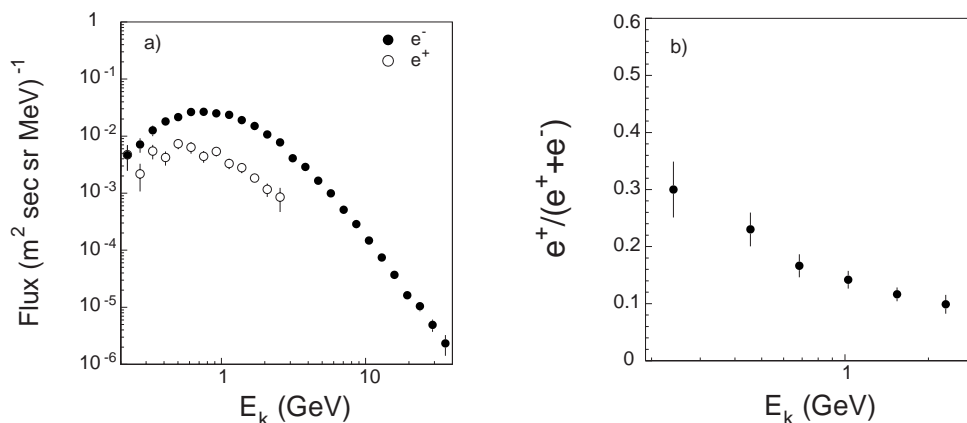 a)
e-
e+
Flux (m2 sec sr MeV)-1
1
10-1
10-2
10-3
10-4
10-5
10-6
1
10
Ek (GeV)
b)
e+/(e++e-)
0.6
0.5
0.4
0.3
0.2
0.1
0
1
Ek (GeV)